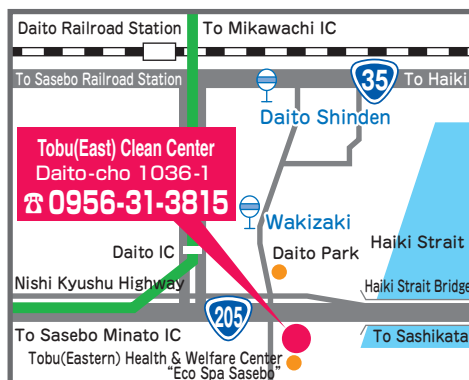 Daito Railroad Station
To Mikawachi IC
To Sasebo Railroad Station
35
To Haiki
Daito Shinden
Tobu(East) Clean Center
Daito-cho 1036-1
☎ 0956-31-3815
Wakizaki
Daito IC
Daito Park
Haiki Strait
Nishi Kyushu Highway
Haiki Strait Bridge
205
To Sasebo Minato IC
To Sashikata
Tobu(Eastern) Health & Welfare Center
"Eco Spa Sasebo"